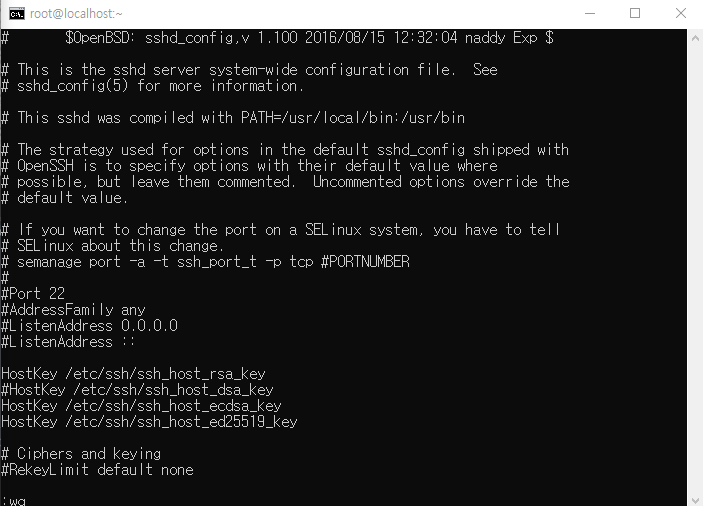 root@localhost:~
#      $OpenBSD: sshd_config,v 1.100 2016/08/15 12:32:04 naddy Exp $
# This is the sshd server system-wide configuration file.  See
# sshd_config(5) for more information.
# This sshd was compiled with PATH=/usr/local/bin:/usr/bin
# The strategy used for options in the default sshd_config shipped with
# OpenSSH is to specify options with their default value where
# possible, but leave them commented.  Uncommented options override the
# default value.
# If you want to change the port on a SELinux system, you have to tell
# SELinux about this change.
# semanage port -a -t ssh_port_t -p tcp #PORTNUMBER
#
#Port 22
#AddressFamily any
#ListenAddress 0.0.0.0
#ListenAddress ::
HostKey /etc/ssh/ssh_host_rsa_key
#HostKey /etc/ssh/ssh_host_dsa_key
HostKey /etc/ssh/ssh_host_ecdsa_key
HostKey /etc/ssh/ssh_host_ed25519_key
# Ciphers and keying
#RekeyLimit default none
:wq